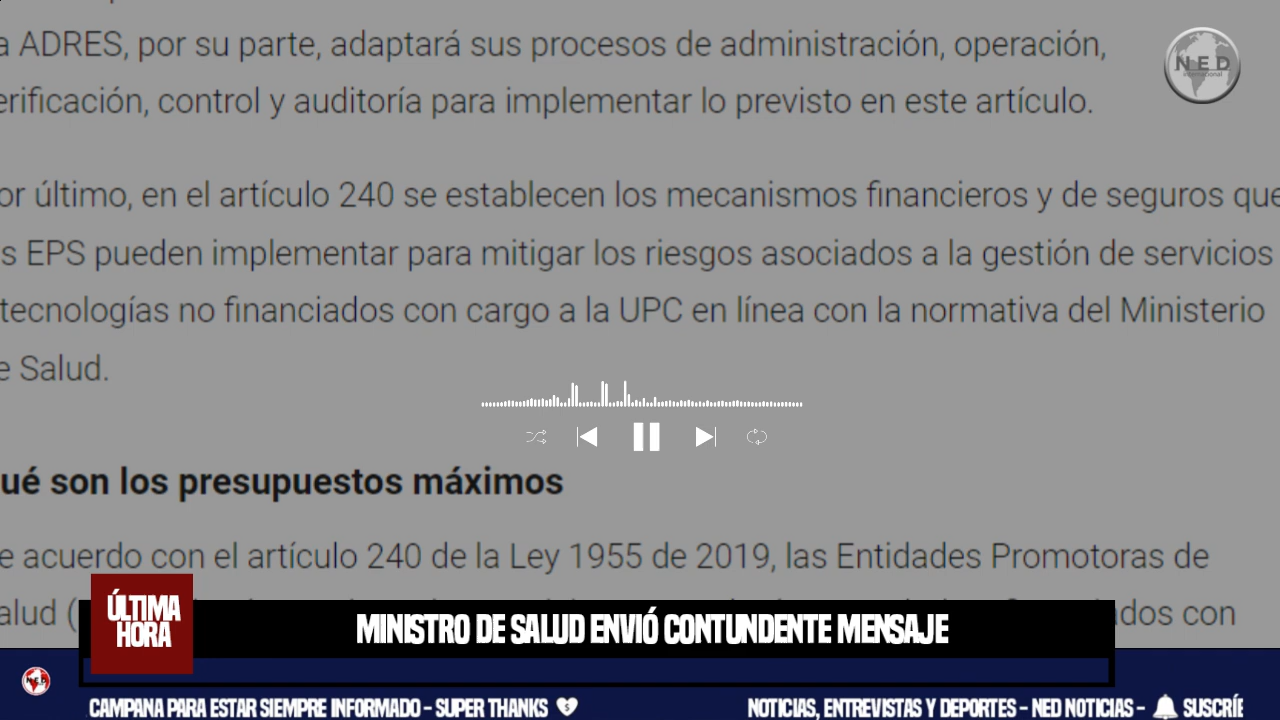 a ADRES, por su parte, adaptará sus procesos de administración, operación,
erificación, control y auditoría para implementar lo previsto en este artículo.
NED
international
or último, en el artículo 240 se establecen los mecanismos financieros y de seguros que
s EPS pueden implementar para mitigar los riesgos asociados a la gestión de servicios
tecnologías no financiados con cargo a la UPC en línea con la normativa del Ministerio
e Salud.
ué son los presupuestos máximos
e acuerdo con el artículo 240 de la Ley 1955 de 2019, las Entidades Promotoras de
alud ( dos con
ÚLTIMA
HORA
MINISTRO DE SALUD ENVIÓ CONTUNDENTE MENSAJE
NED
CAMPANA PARA ESTAR SIEMPRE INFORMADO - SUPER THANKS NOTICIAS, ENTREVISTAS Y DEPORTES - NED NOTICIAS - SUSCRÍE